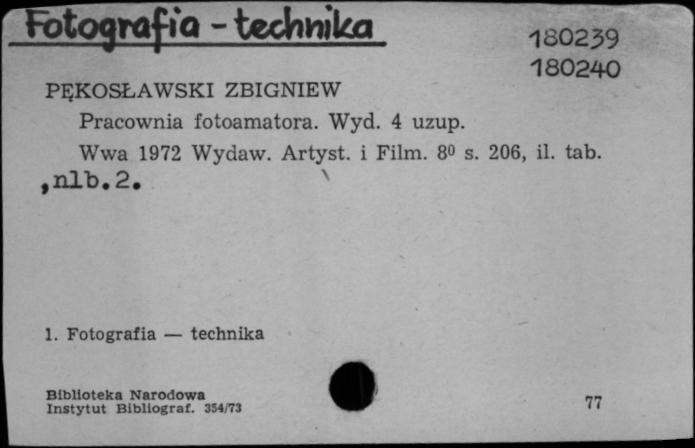 Fotografia - technika
180239
180240
PĘKOSŁAWSKI ZBIGNIEW
Pracownia fotoamatora. Wyd. 4 uzup.
Wwa 1972 Wydaw. Artyst. i Film. 8⁰ s. 206, il. tab.
,nlb.2.
1. Fotografia — technika
Biblioteka Narodowa
Instytut Bibliograf. 354/73
77